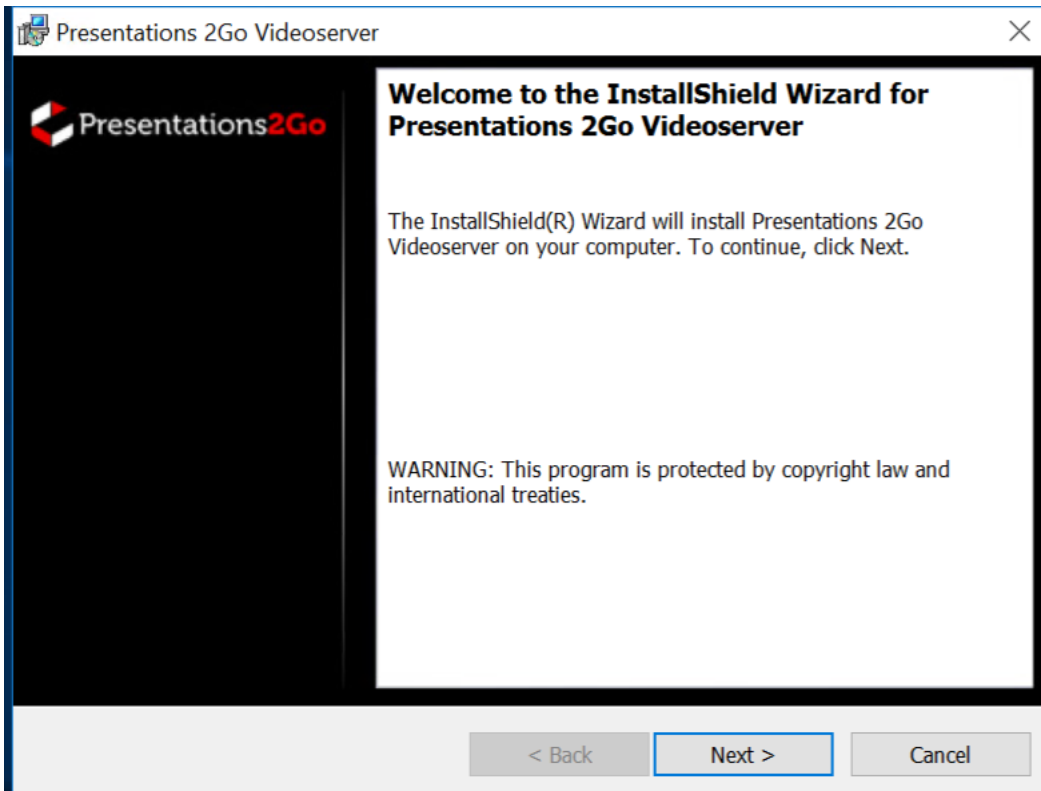 Presentations 2Go Videoserver
Presentations2Go
Welcome to the InstallShield Wizard for
Presentations 2Go Videoserver
The InstallShield(R) Wizard will install Presentations 2Go
Videoserver on your computer. To continue, click Next.
WARNING: This program is protected by copyright law and
international treaties.
< Back
Next >
Cancel